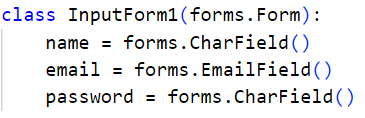 class InputForm1(forms.Form):
    name = forms.CharField()
    email = forms.EmailField()
    password = forms.CharField()